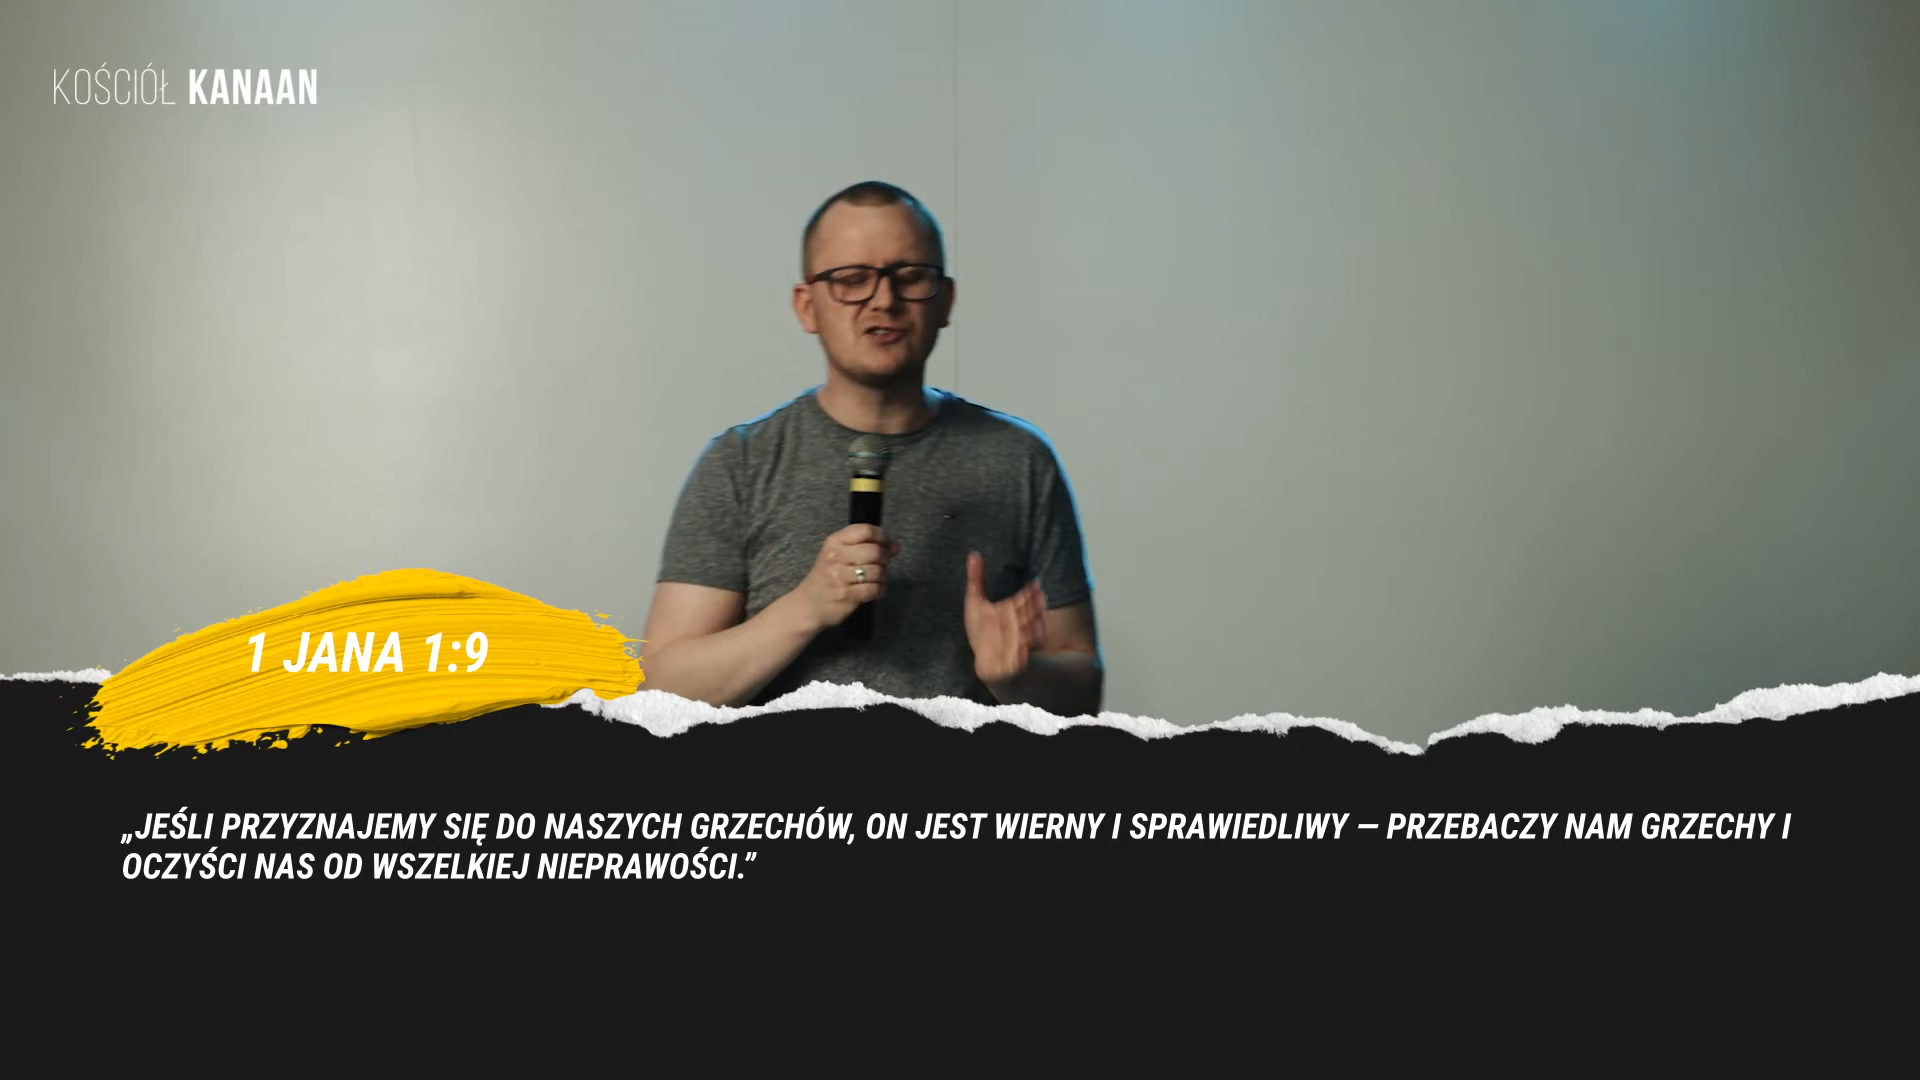 KOŚCIÓŁ KANAAN
1 JANA 1:9
„JEŚLI PRZYZNAJEMY SIĘ DO NASZYCH GRZECHÓW, ON JEST WIERNY I SPRAWIEDLIWY – PRZEBACZY NAM GRZECHY I
OCZYŚCI NAS OD WSZELKIEJ NIEPRAWOŚCI.”